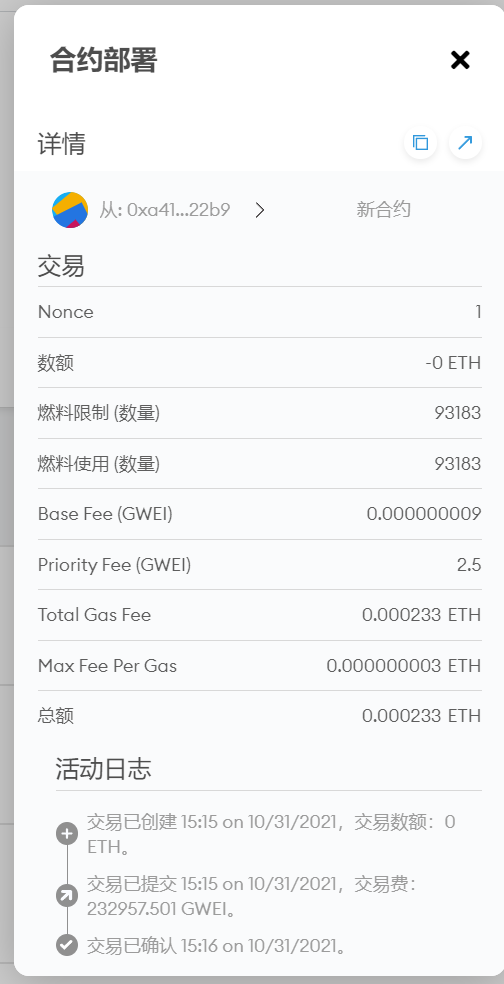 合约部署
详情
从: 0xa41...22b9
新合约
交易
Nonce 1
数额 -0 ETH
燃料限制 (数量) 93183
燃料使用 (数量) 93183
Base Fee (GWEI) 0.000000009
Priority Fee (GWEI) 2.5
Total Gas Fee 0.000233 ETH
Max Fee Per Gas 0.000000003 ETH
总额 0.000233 ETH
活动日志
交易已创建 15:15 on 10/31/2021，交易数额：0
ETH。
交易已提交 15:15 on 10/31/2021，交易费：
232957.501 GWEI。
交易已确认 15:16 on 10/31/2021。